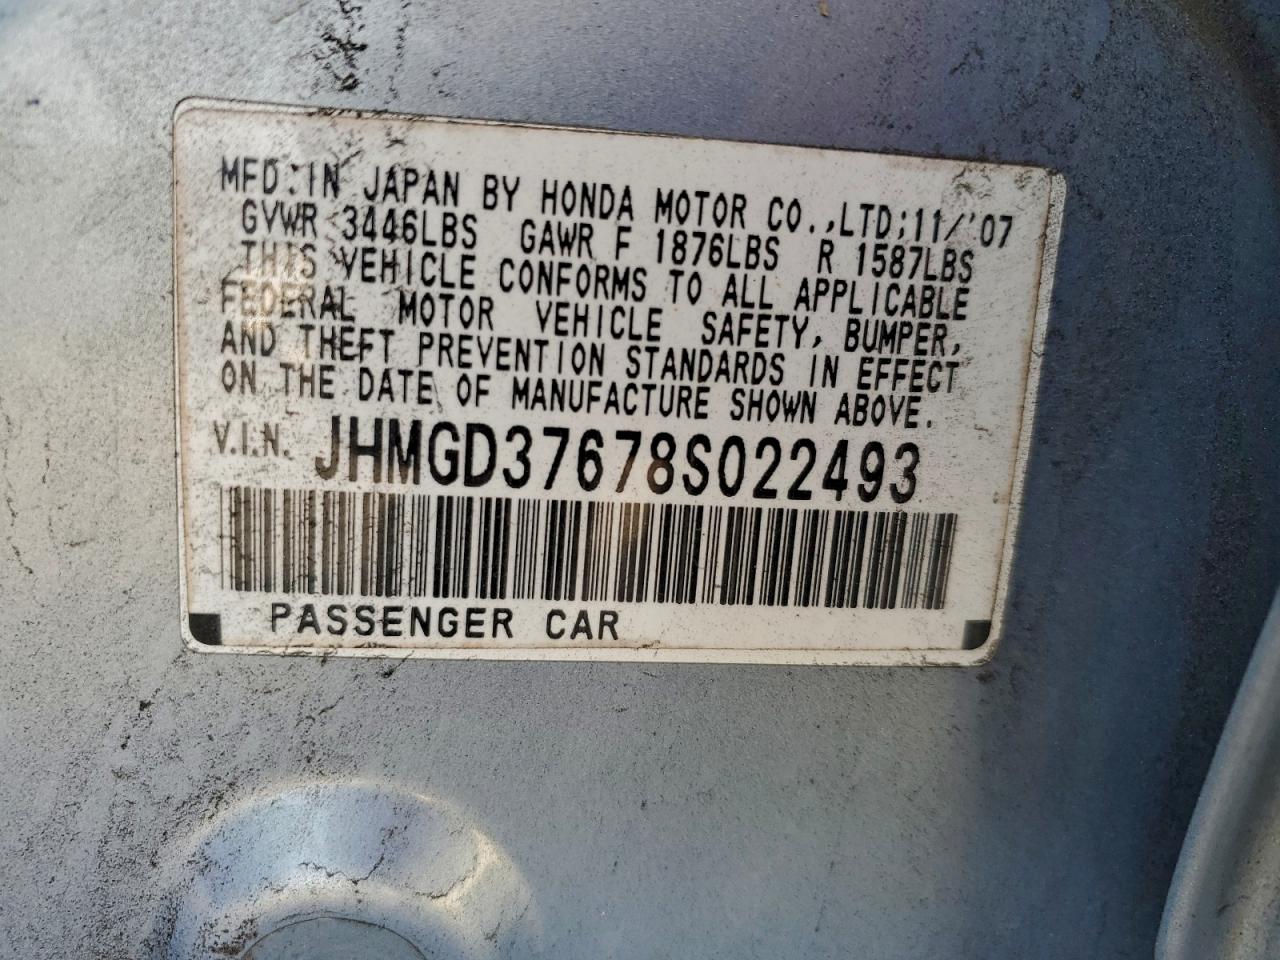 MFD. IN JAPAN BY HONDA MOTOR CO.,LTD;11/'07
GVWR 3446LBS GAWR F 1876LBS R 1587LBS
THIS VEHICLE CONFORMS TO ALL APPLICABLE
FEDERAL MOTOR VEHICLE SAFETY, BUMPER,
AND THEFT PREVENTION STANDARDS IN EFFECT
ON THE DATE OF MANUFACTURE SHOWN ABOVE.
V.I.N. JHMGD37678S022493
PASSENGER CAR